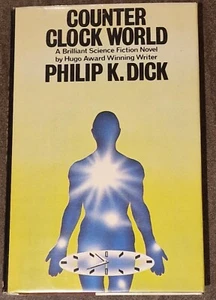 COUNTER
CLOCK WORLD
A Brilliant Science Fiction Novel
by Hugo Award Winning Writer
PHILIP K. DICK